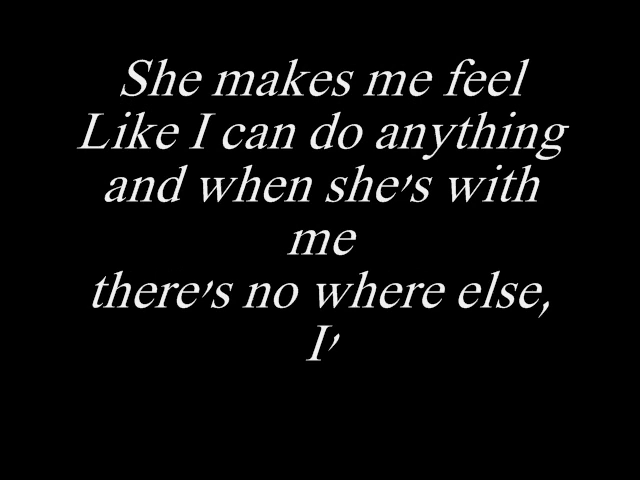 She makes me feel
Like I can do anything
and when she's with
me
there's no where else,
I'